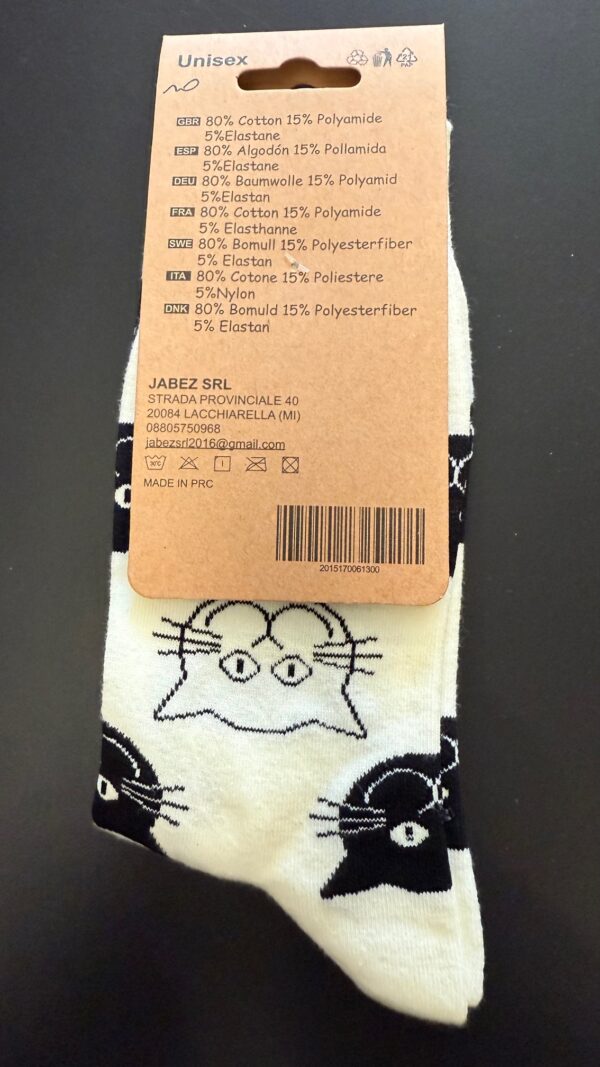 Unisex
GBR 80% Cotton 15% Polyamide
5%Elastane
ESP 80% Algodón 15% Pollamida
5%Elastane
DEU 80% Baumwolle 15% Polyamid
5%Elastan
FRA 80% Cotton 15% Polyamide
5% Elasthanne
SWE 80% Bomull 15% Polyesterfiber
5% Elastan
ITA 80% Cotone 15% Poliestere
5%Nylon
DNK 80% Bomuld 15% Polyesterfiber
5% Elastan
JABEZ SRL
STRADA PROVINCIALE 40
20084 LACCHIARELLA (MI)
08805750968
jabezsrl2016@gmail.com
MADE IN PRC
2015170061300